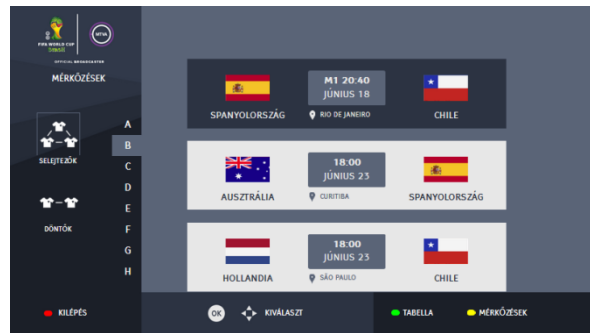 FIFA WORLD CUP
Brasil
MTVA
OFFICIAL BROADCASTER
MÉRKŐZÉSEK
SELEJTEZŐK
DÖNTŐK
A
B
C
D
E
F
G
H
M1 20:40
JÚNIUS 18
SPANYOLORSZÁG
RIO DE JANEIRO
CHILE
18:00
JÚNIUS 23
AUSZTRÁLIA
CURITIBA
SPANYOLORSZÁG
18:00
JÚNIUS 23
HOLLANDIA
SÃO PAULO
CHILE
KILÉPÉS
OK
KIVÁLASZT
TABELLA
MÉRKŐZÉSEK